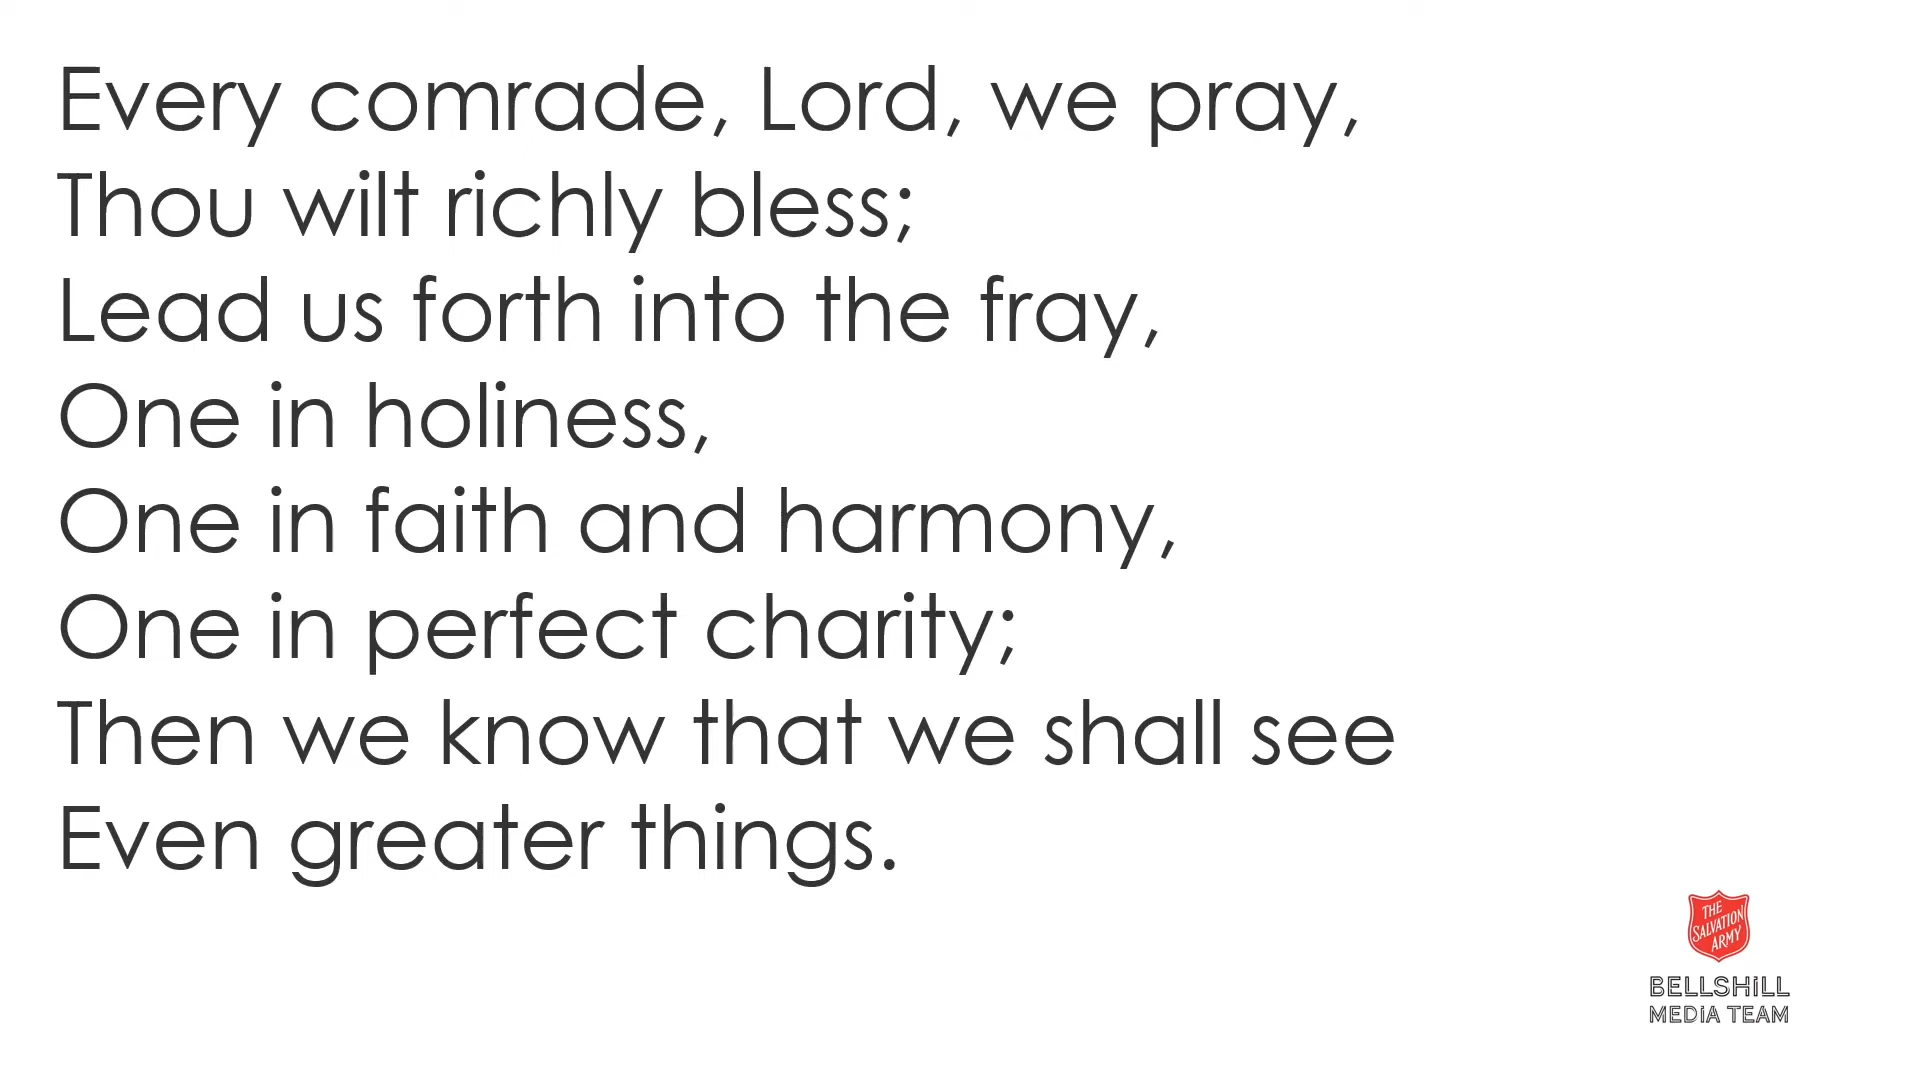 Every comrade, Lord, we pray,
Thou wilt richly bless;
Lead us forth into the fray,
One in holiness,
One in faith and harmony,
One in perfect charity;
Then we know that we shall see
Even greater things.
THE
SALVATION
ARMY
BELLSHiLL
MEDiA TEAM